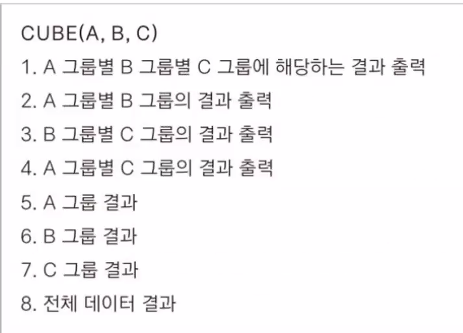 CUBE(A, B, C)
1. A 그룹별 B 그룹별 C 그룹에 해당하는 결과 출력
2. A 그룹별 B 그룹의 결과 출력
3. B 그룹별 C 그룹의 결과 출력
4. A 그룹별 C 그룹의 결과 출력
5. A 그룹 결과
6. B 그룹 결과
7. C 그룹 결과
8. 전체 데이터 결과